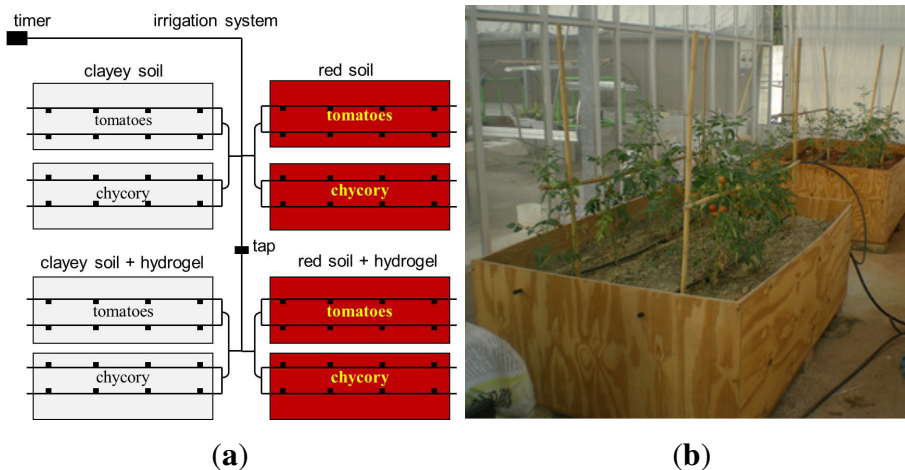 timer
irrigation system
clayey soil
red soil
tomatoes
tomatoes
chycory
chycory
tap
clayey soil + hydrogel
red soil + hydrogel
tomatoes
tomatoes
chycory
chycory
(a)
(b)